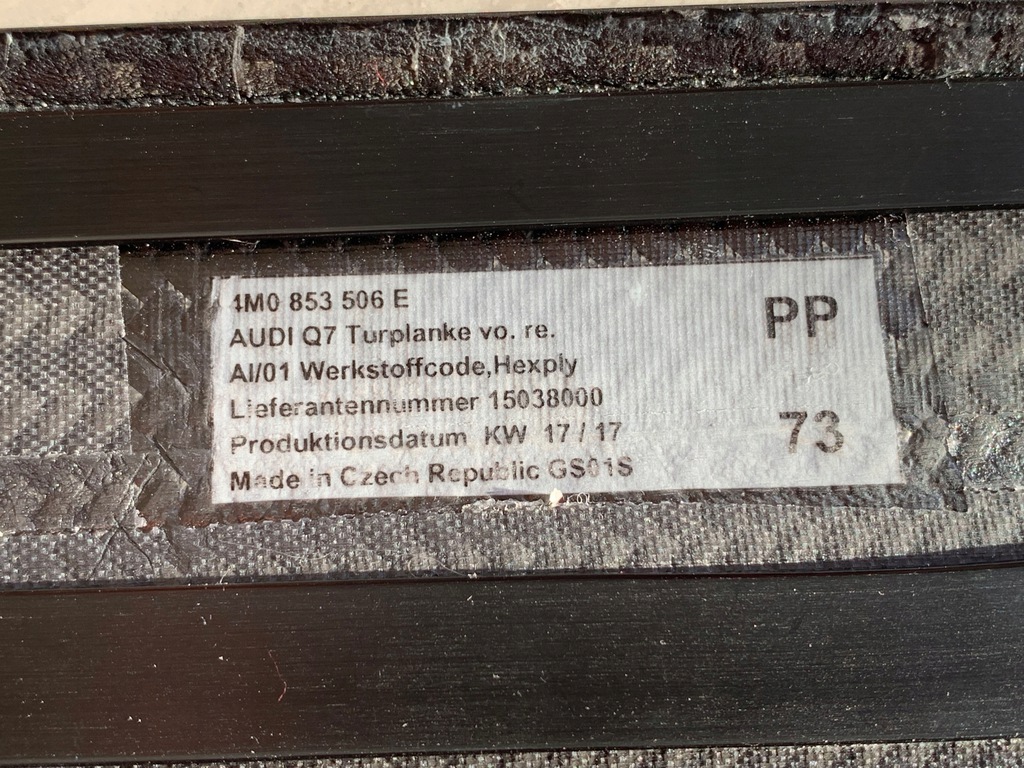 4M0 853 506 E
PP
AUDI Q7 Turplanke vo. re.
AI/01 Werkstoffcode,Hexply
Lieferantennummer 15038000
73
Produktionsdatum KW 17 / 17
Made in Czech Republic GS01S